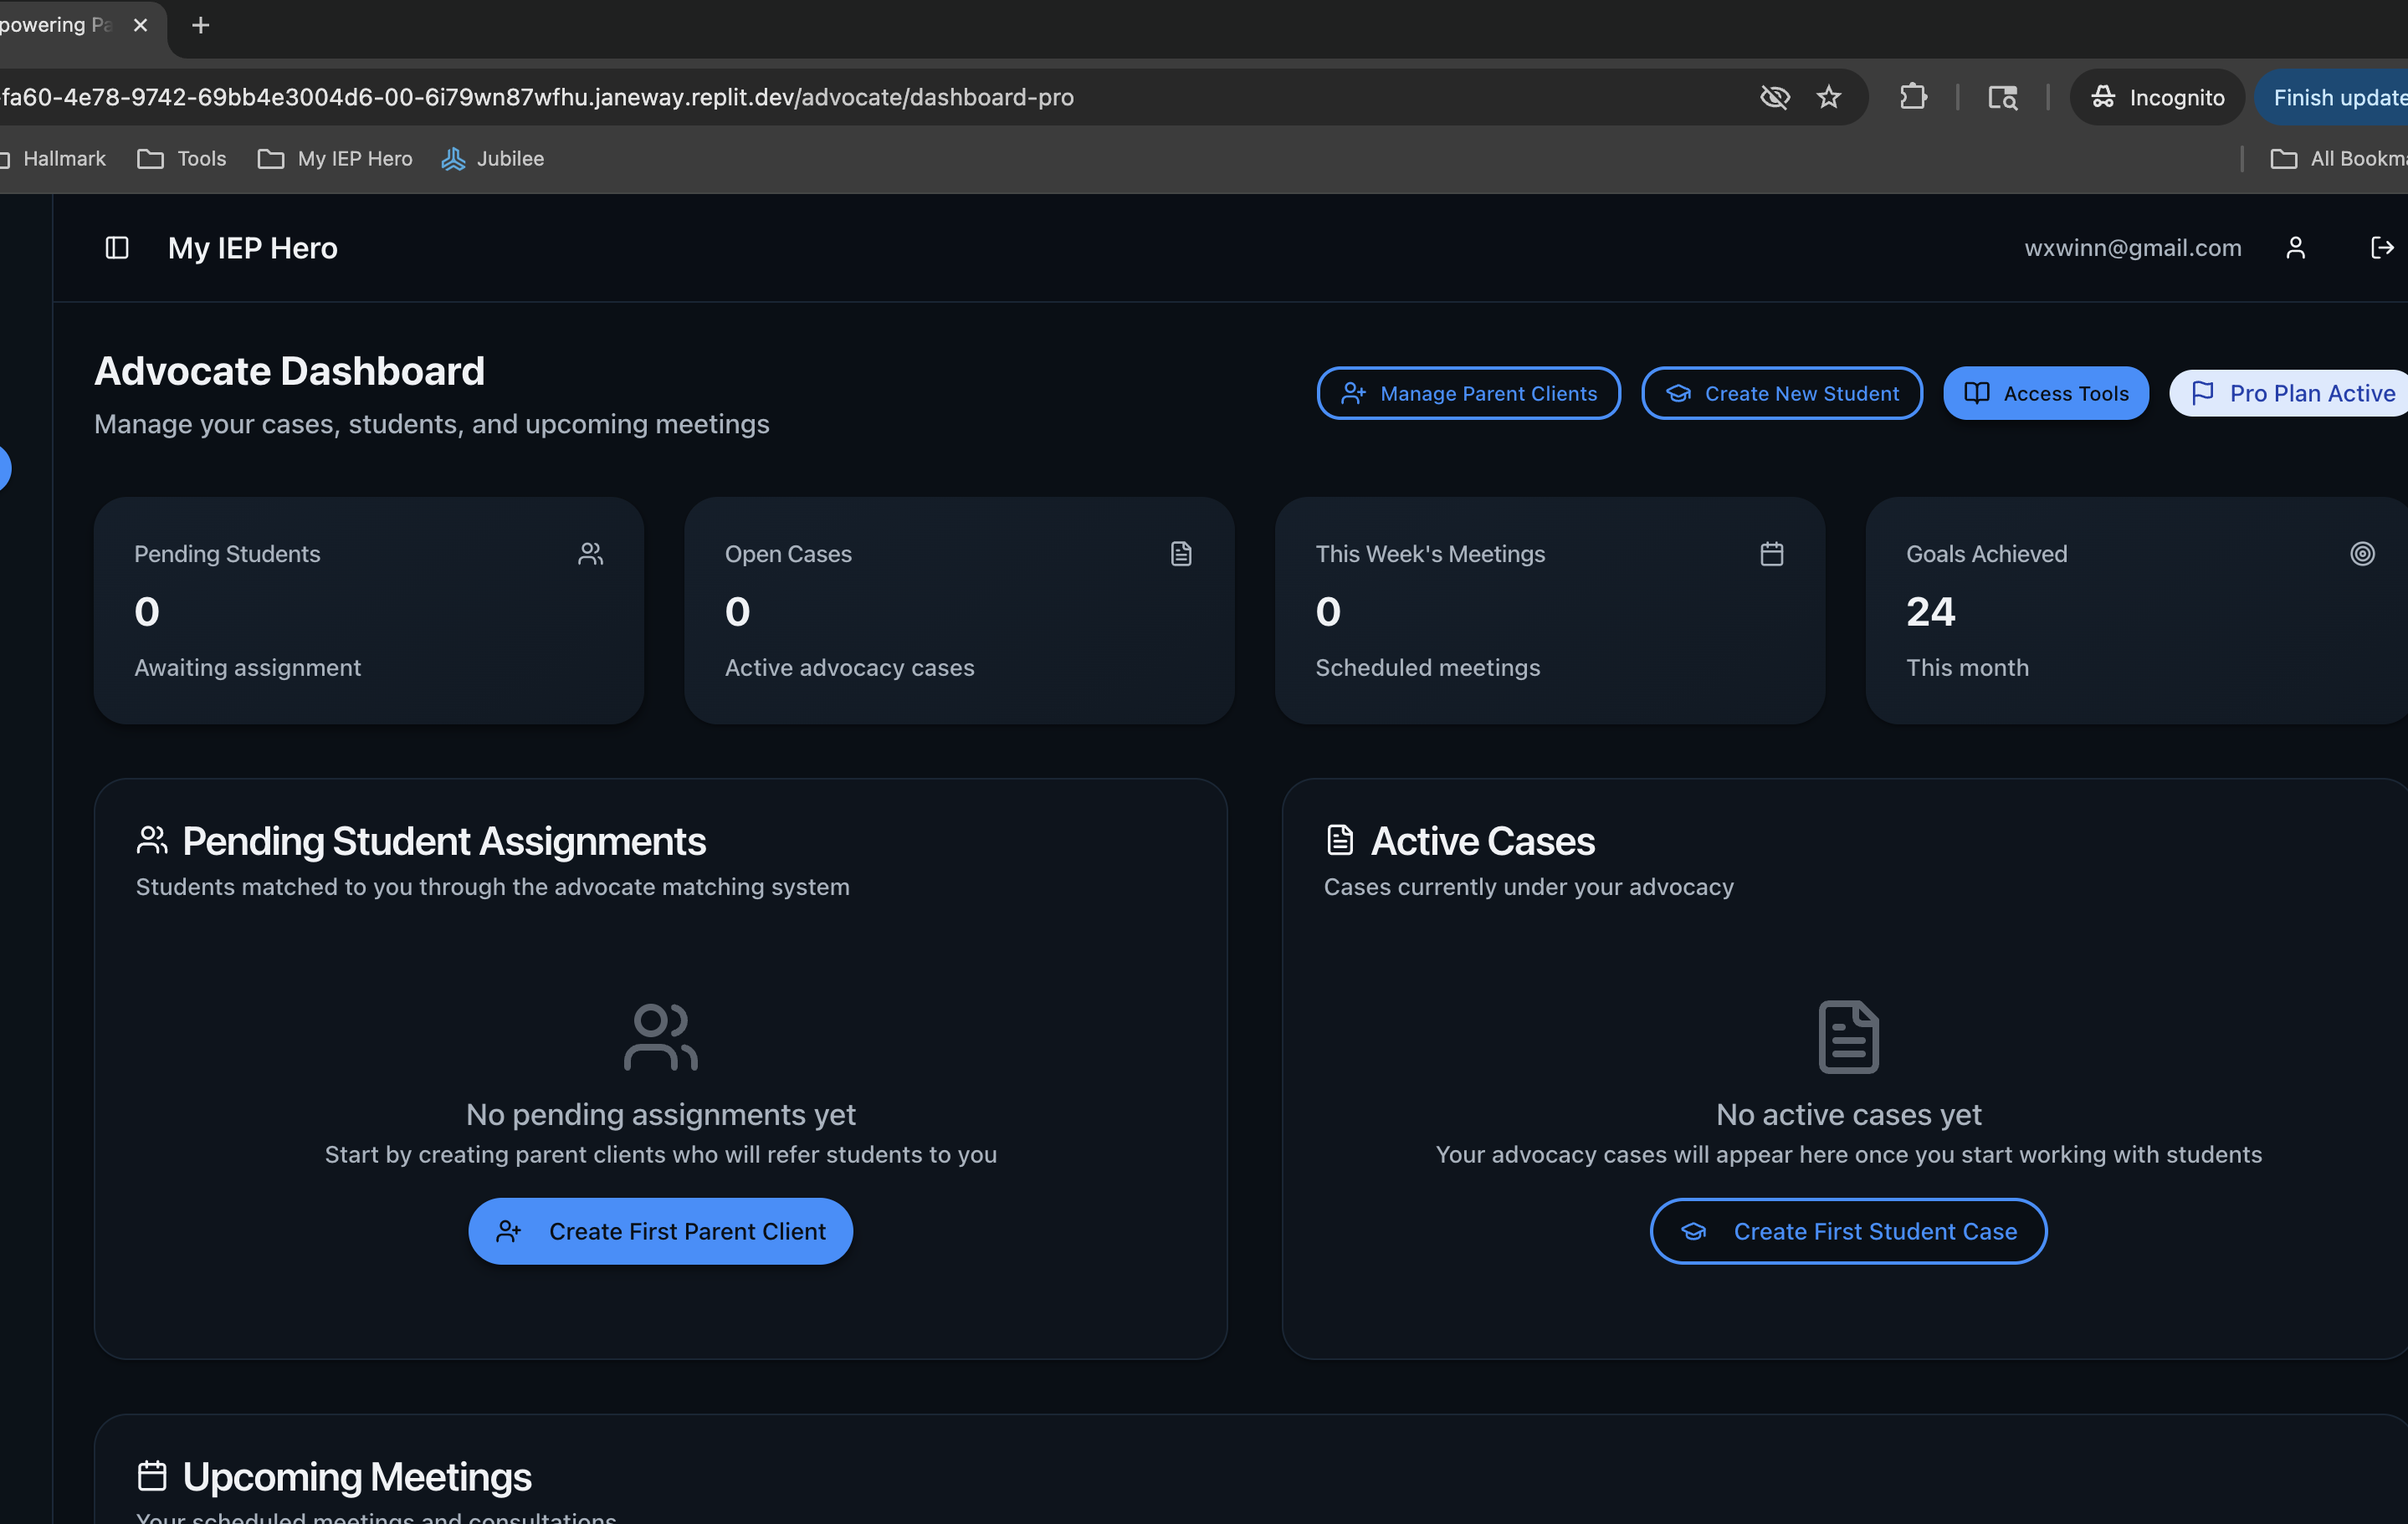 powering Pa
fa60-4e78-9742-69bb4e3004d6-00-6i79wn87wfhu.janeway.replit.dev/advocate/dashboard-pro
Incognito
Finish update
Hallmark
Tools
My IEP Hero
Jubilee
All Bookma
My IEP Hero
wxwinn@gmail.com
Advocate Dashboard
Manage your cases, students, and upcoming meetings
Manage Parent Clients
Create New Student
Access Tools
Pro Plan Active
Pending Students
0
Awaiting assignment
Open Cases
0
Active advocacy cases
This Week's Meetings
0
Scheduled meetings
Goals Achieved
24
This month
Pending Student Assignments
Students matched to you through the advocate matching system
No pending assignments yet
Start by creating parent clients who will refer students to you
Create First Parent Client
Active Cases
Cases currently under your advocacy
No active cases yet
Your advocacy cases will appear here once you start working with students
Create First Student Case
Upcoming Meetings
Your scheduled meetings and consultations